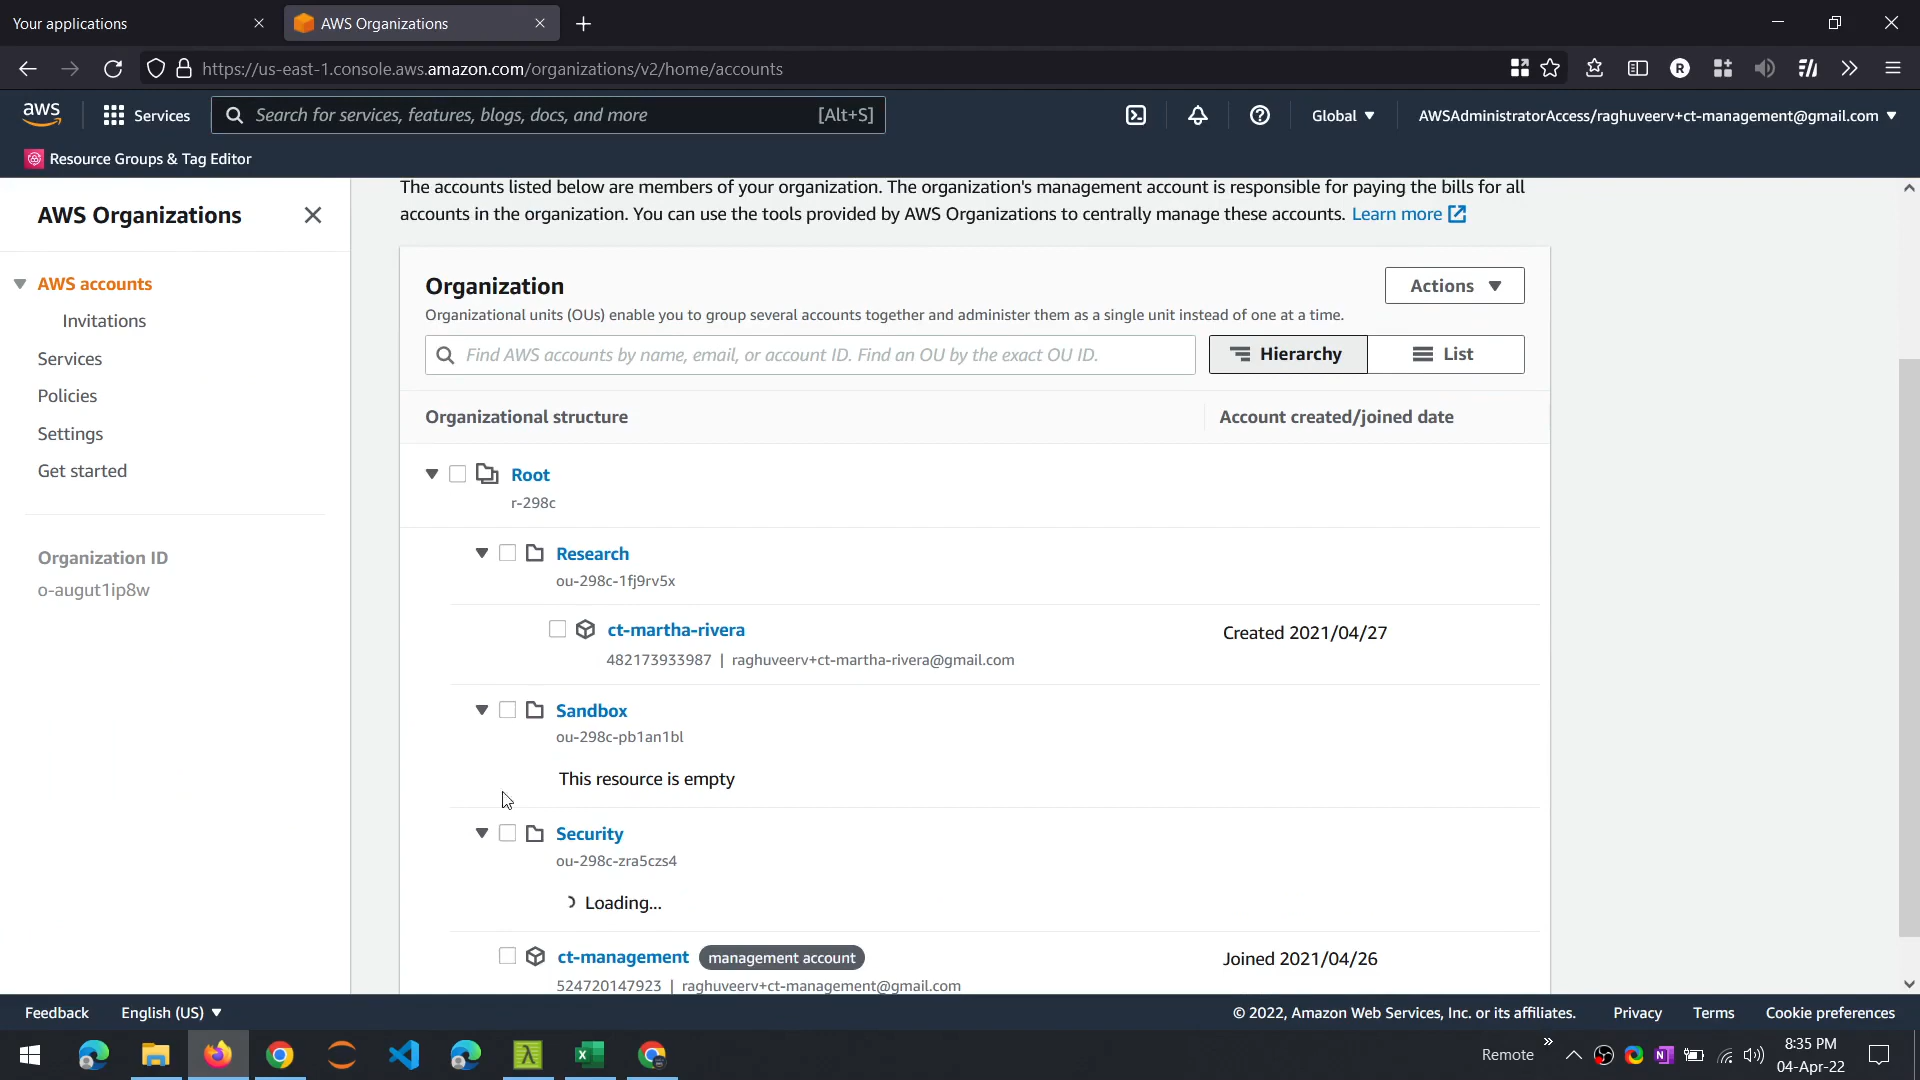 Your applications
AWS Organizations
https://us-east-1.console.aws.amazon.com/organizations/v2/home/accounts
aws
Services
Search for services, features, blogs, docs, and more
[Alt+S]
Global
AWSAdministratorAccess/raghuveerv+ct-management@gmail.com
Resource Groups & Tag Editor
AWS Organizations
AWS accounts
Invitations
Services
Policies
Settings
Get started
Organization ID
o-augut1ip8w
The accounts listed below are members of your organization. The organization's management account is responsible for paying the bills for all
accounts in the organization. You can use the tools provided by AWS Organizations to centrally manage these accounts. Learn more
Organization
Actions
Organizational units (OUs) enable you to group several accounts together and administer them as a single unit instead of one at a time.
Find AWS accounts by name, email, or account ID. Find an OU by the exact OU ID.
Hierarchy
List
Organizational structure
Account created/joined date
Root
r-298c
Research
ou-298c-1fj9rv5x
ct-martha-rivera
Created 2021/04/27
482173933987 | raghuveerv+ct-martha-rivera@gmail.com
Sandbox
ou-298c-pb1an1bl
This resource is empty
Security
ou-298c-zra5czs4
Loading...
ct-management
management account
Joined 2021/04/26
524720147923 | raghuveerv+ct-management@gmail.com
Feedback
English (US)
© 2022, Amazon Web Services, Inc. or its affiliates.
Privacy
Terms
Cookie preferences
Remote
8:35 PM
04-Apr-22